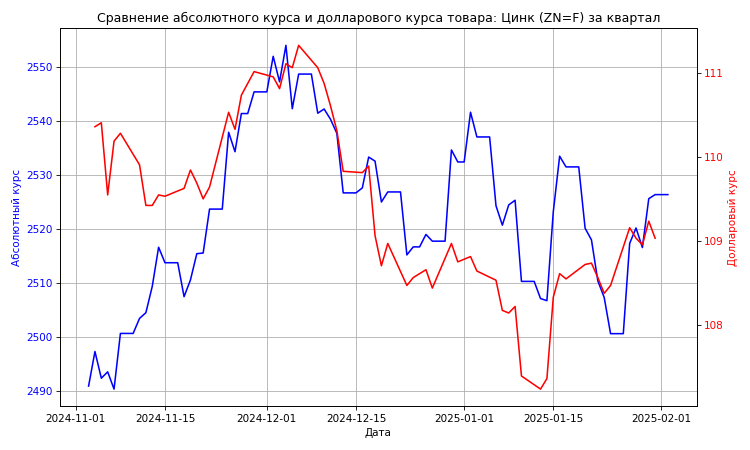 Сравнение абсолютного курса и долларового курса товара: Цинк (ZN=F) за квартал
Абсолютный курс
2550
2540
2530
2520
2510
2500
2490
111
110
109
108
Долларовый курс
2024-11-01 2024-11-15 2024-12-01 2024-12-15 2025-01-01 2025-01-15 2025-02-01
Дата